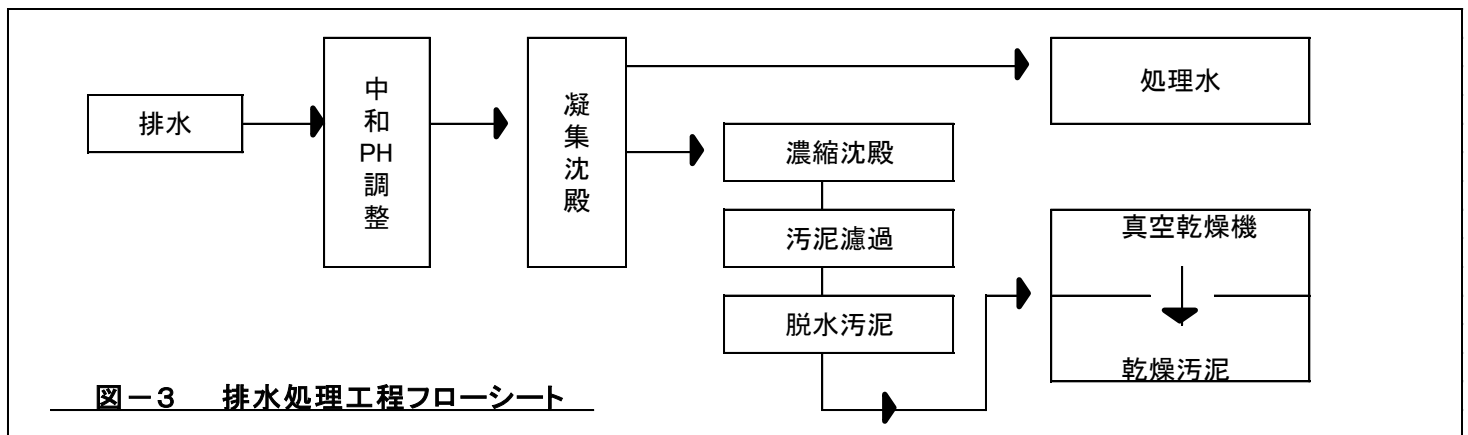 排水
中
和
PH
調
整
凝
集
沈
殿
処理水
濃縮沈殿
汚泥濾過
脱水汚泥
真空乾燥機
乾燥汚泥
図－３　排水処理工程フローシート